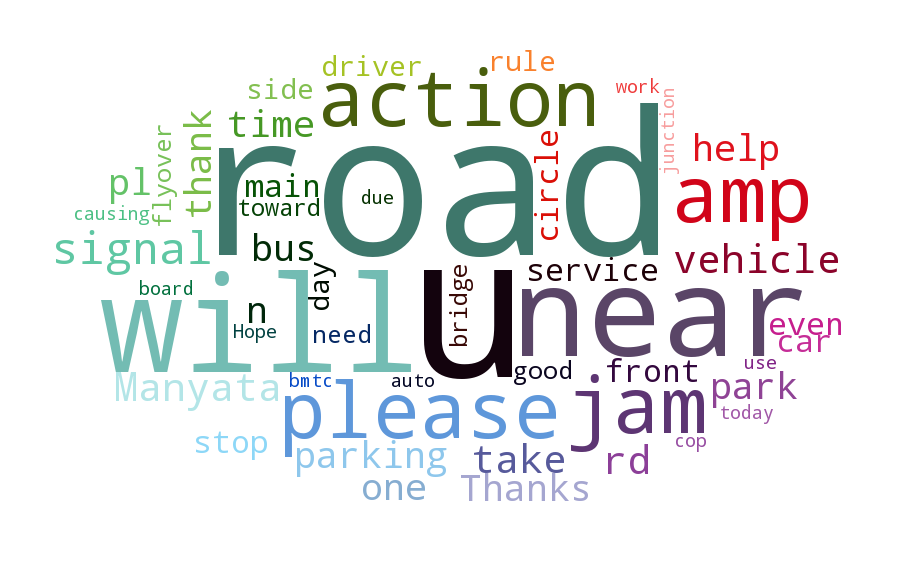 driver
rule
side
action
work
time
thank
road
circle
junction
help
pl
flyover
main
due
amp
causing
toward
signal
bus
service
vehicle
board
will
n
day
u
bridge
near
Hope
need
even
car
Manyata
bmtc
auto
good
front
use
park
please
jam
today
stop
parking
take
rd
cop
one
Thanks